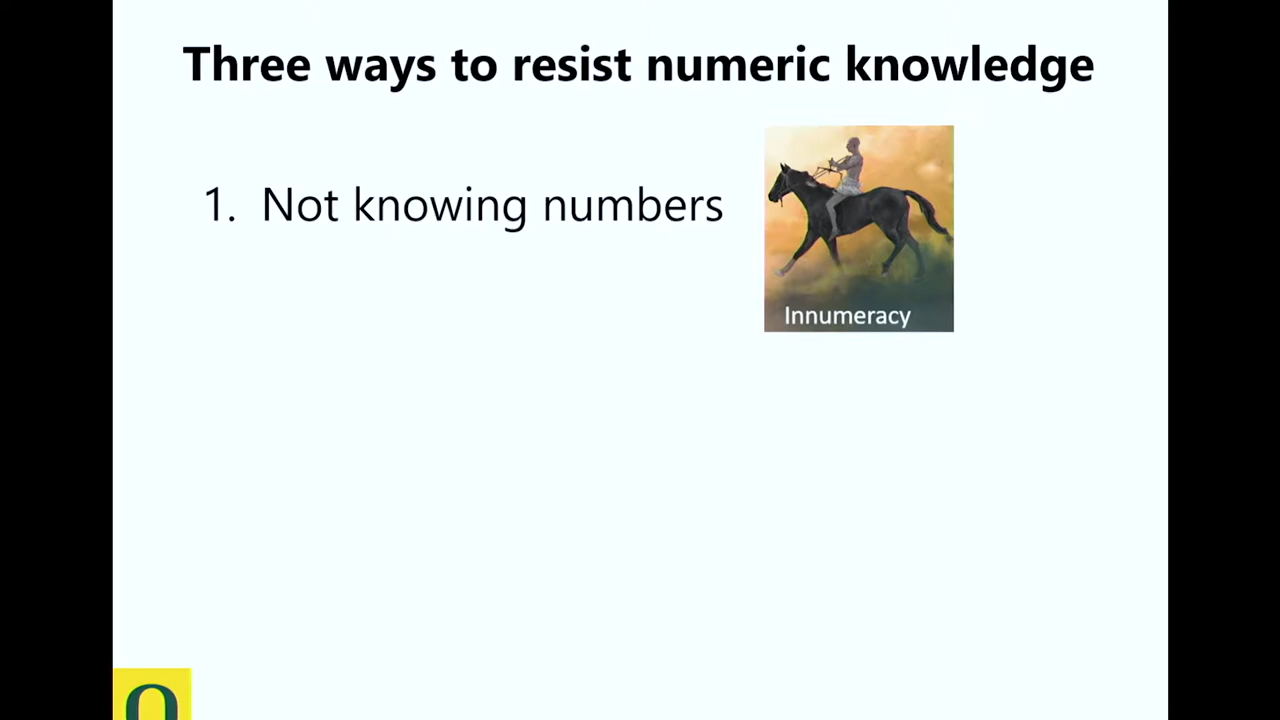 Three ways to resist numeric knowledge
1. Not knowing numbers
Innumeracy
O